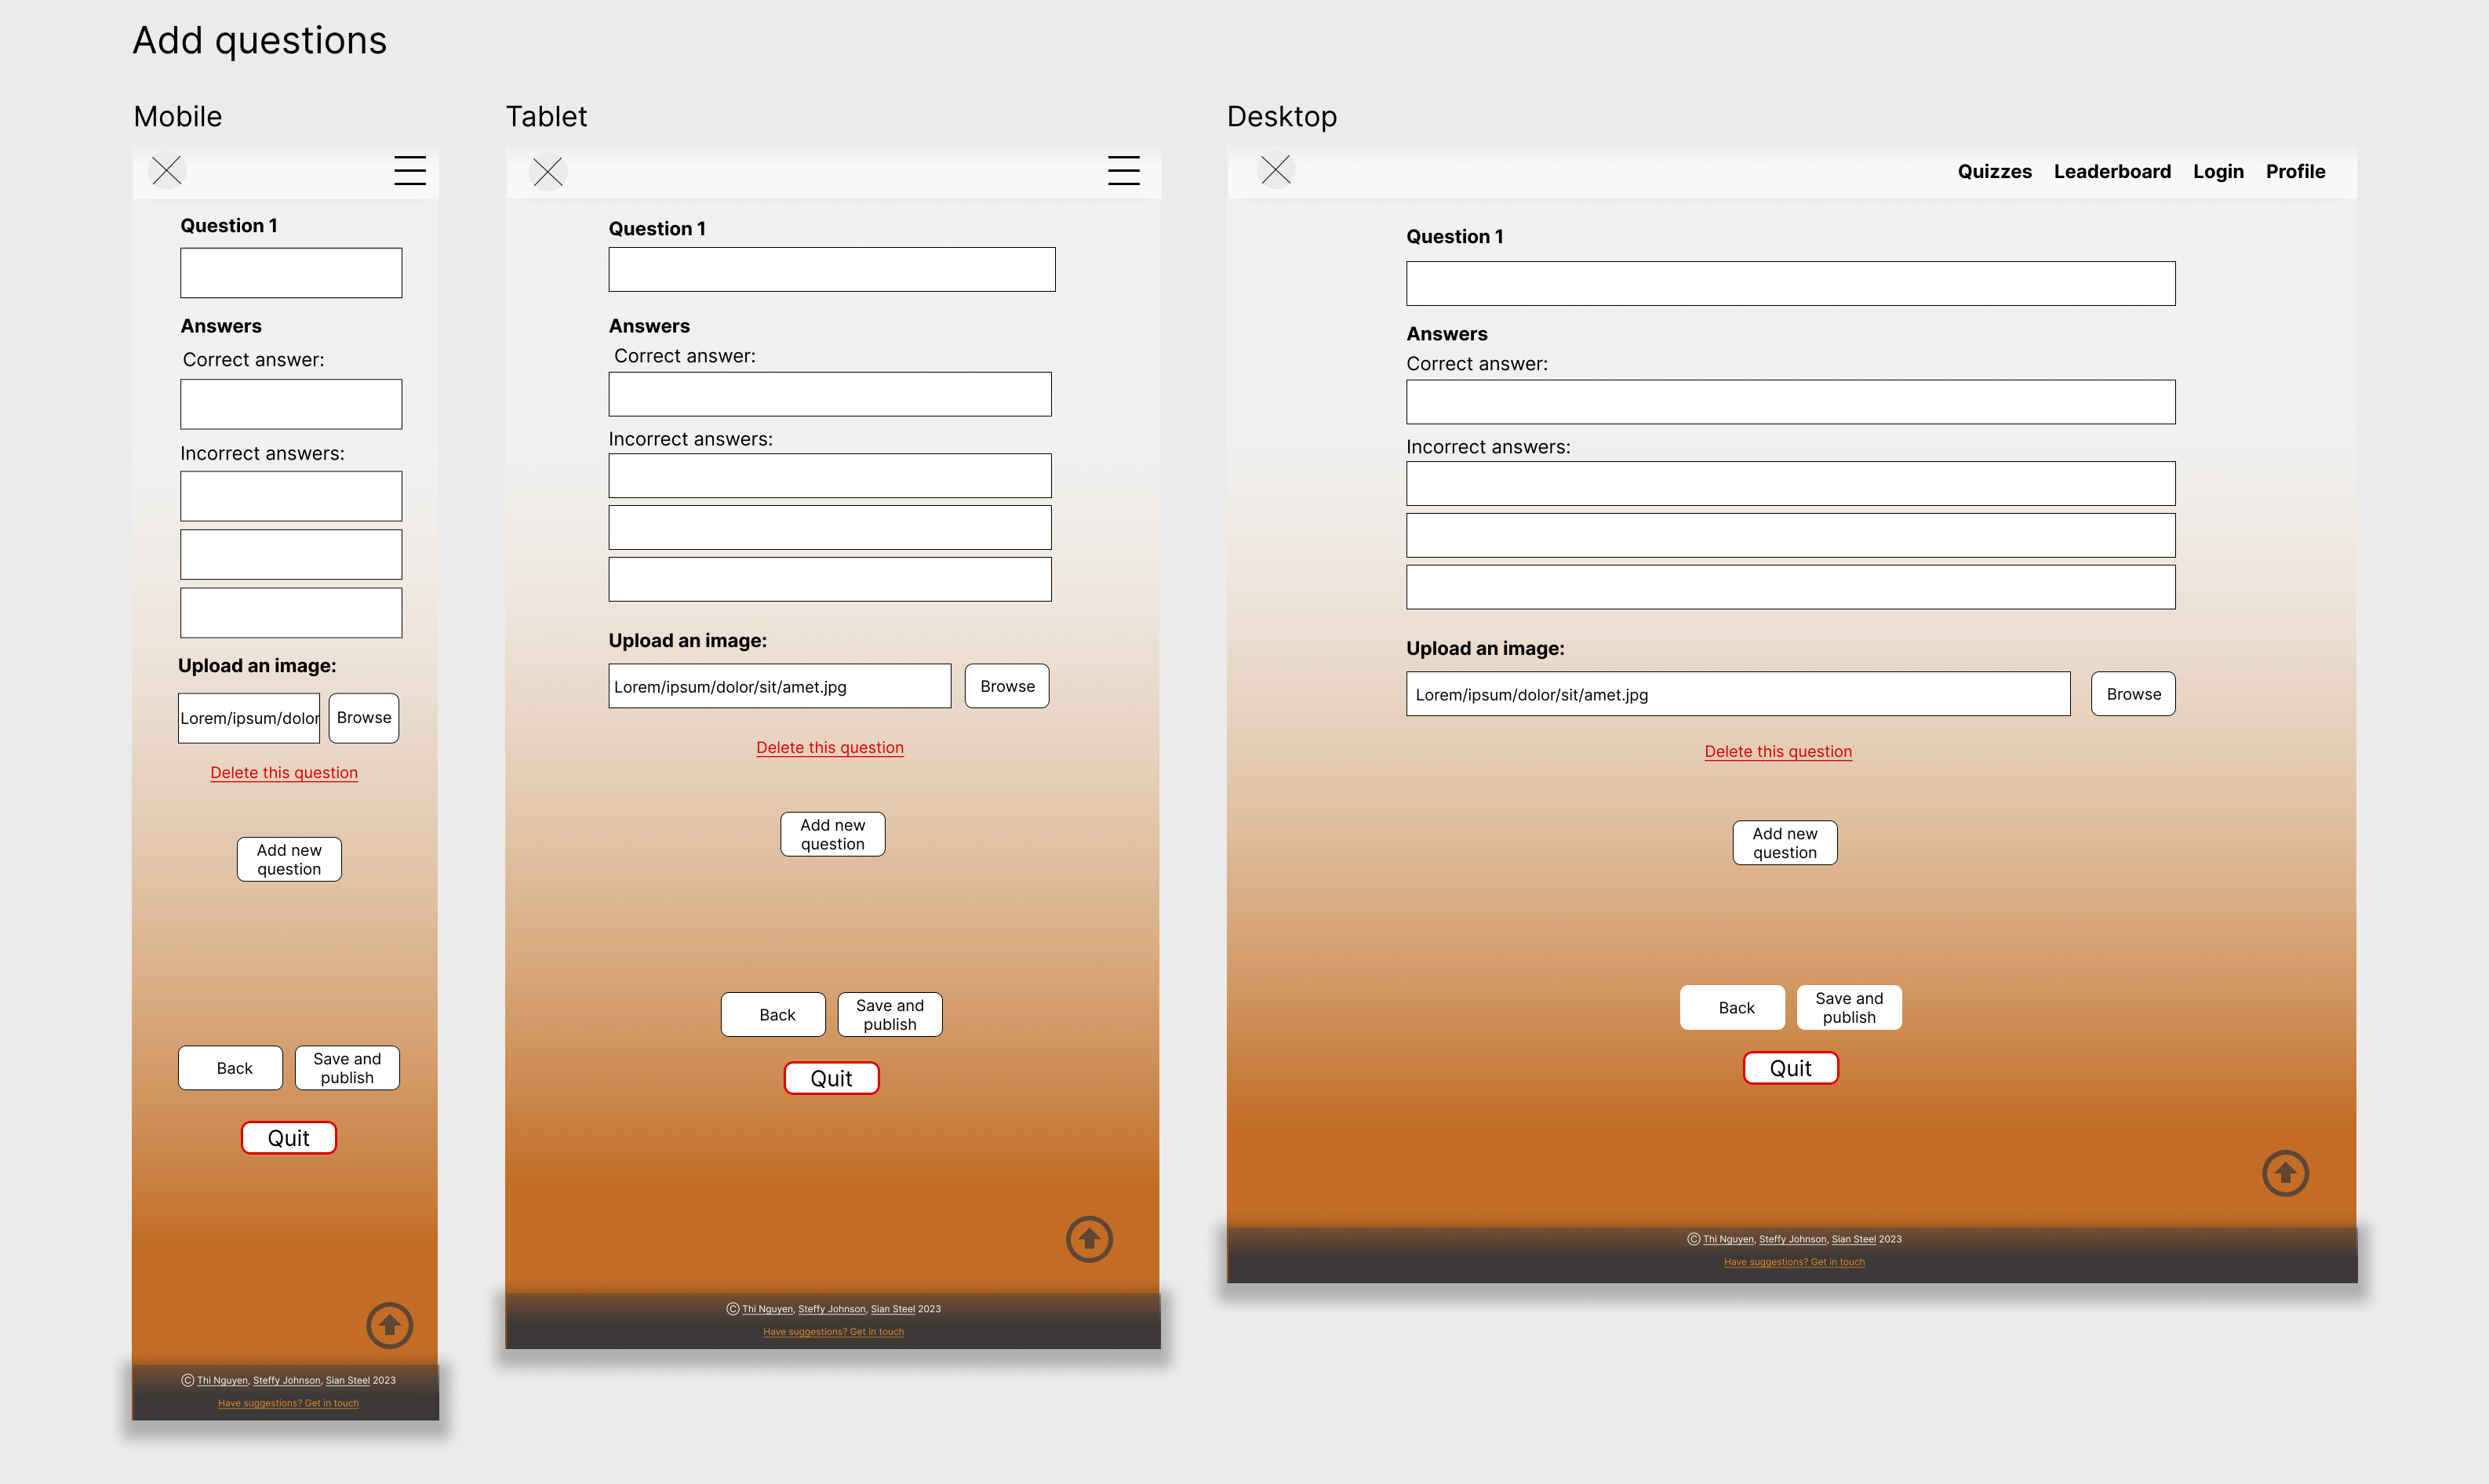 Add questions
Mobile
Question 1
Answers
Correct answer:
Incorrect answers:
Upload an image:
Lorem/ipsum/dolor
Browse
Delete this question
Add new
question
Back
Save and
publish
Quit
© Thi Nguyen, Steffy Johnson, Sian Steel 2023
Have suggestions? Get in touch
Tablet
Question 1
Answers
Correct answer:
Incorrect answers:
Upload an image:
Lorem/ipsum/dolor/sit/amet.jpg
Browse
Delete this question
Add new
question
Back
Save and
publish
Quit
© Thi Nguyen, Steffy Johnson, Sian Steel 2023
Have suggestions? Get in touch
Desktop
Quizzes Leaderboard Login Profile
Question 1
Answers
Correct answer:
Incorrect answers:
Upload an image:
Lorem/ipsum/dolor/sit/amet.jpg
Browse
Delete this question
Add new
question
Back
Save and
publish
Quit
© Thi Nguyen, Steffy Johnson, Sian Steel 2023
Have suggestions? Get in touch